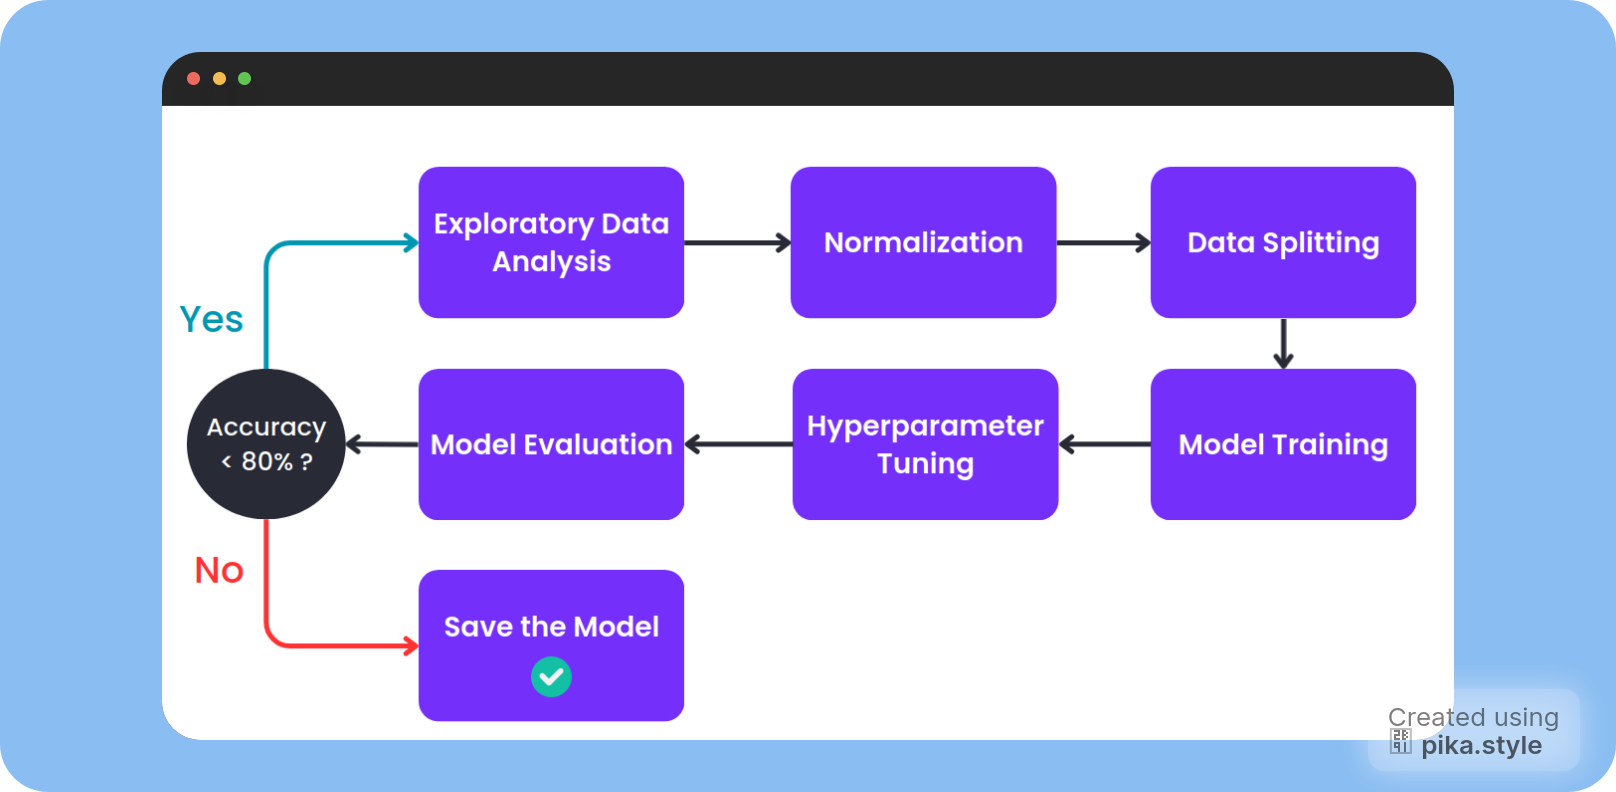 Exploratory Data
Analysis
Normalization
Data Splitting
Yes
Accuracy
< 80% ?
Model Evaluation
Hyperparameter
Tuning
Model Training
No
Save the Model
Created using
pika.style